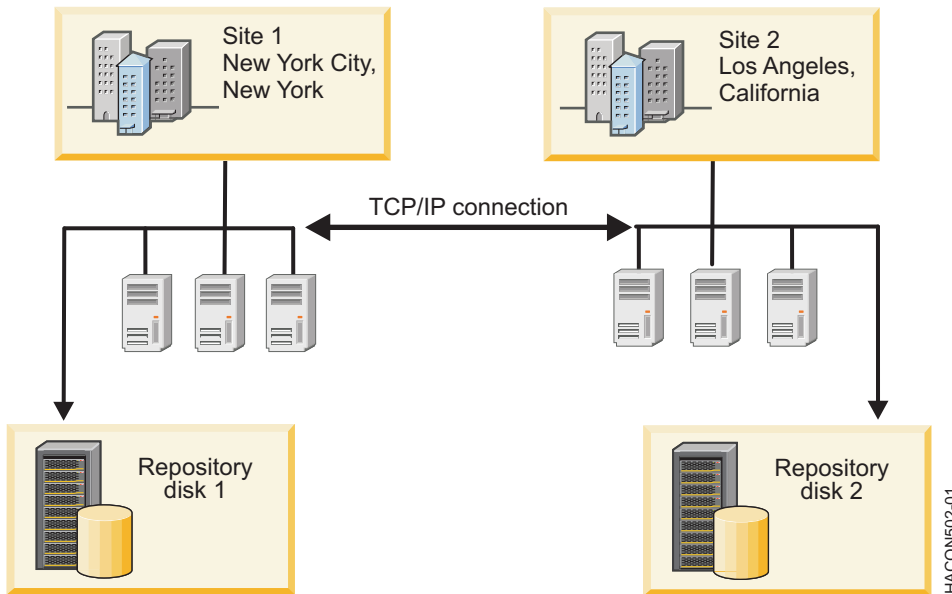 Site 1
New York City,
New York
Site 2
Los Angeles,
California
TCP/IP connection
Repository
disk 1
Repository
disk 2
HACON502-01